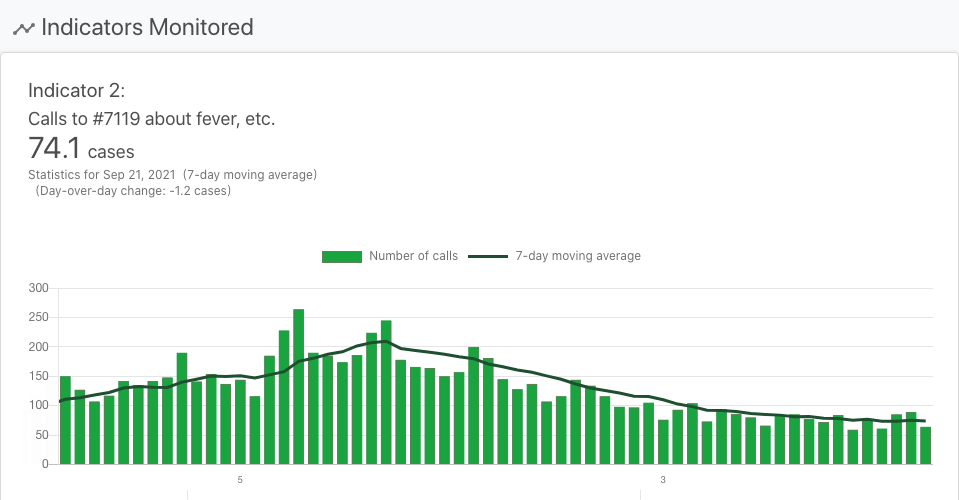 Indicators Monitored
Indicator 2:
Calls to #7119 about fever, etc.
74.1 cases
Statistics for Sep 21, 2021 (7-day moving average)
(Day-over-day change: -1.2 cases)
Number of calls 7-day moving average
300
250
200
150
100
50
0
5 3